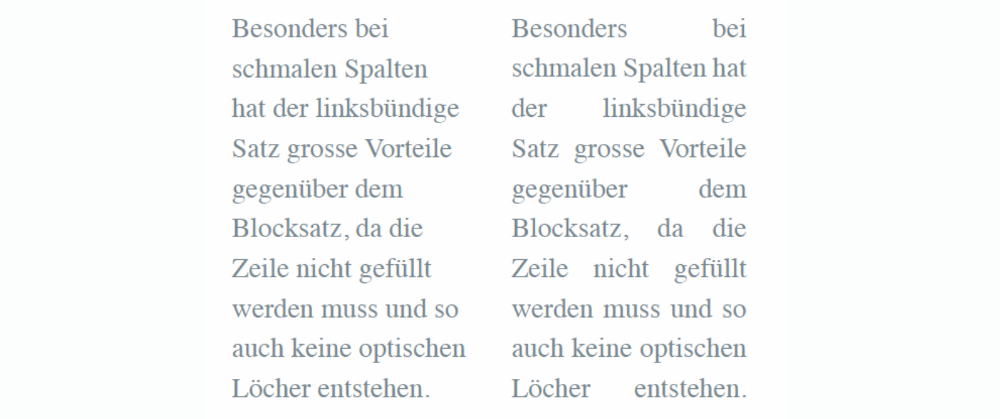 Besonders bei
schmalen Spalten
hat der linksbündige
Satz grosse Vorteile
gegenüber dem
Blocksatz, da die
Zeile nicht gefüllt
werden muss und so
auch keine optischen
Löcher entstehen.
Besonders bei
schmalen Spalten hat
der linksbündige
Satz grosse Vorteile
gegenüber dem
Blocksatz, da die
Zeile nicht gefüllt
werden muss und so
auch keine optischen
Löcher entstehen.